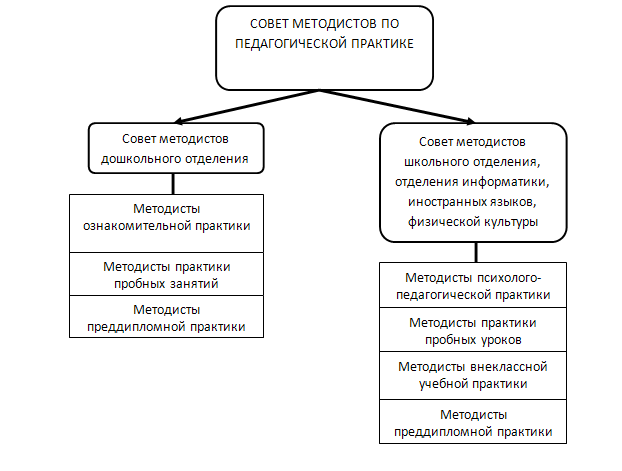 СОВЕТ МЕТОДИСТОВ ПО
ПЕДАГОГИЧЕСКОЙ ПРАКТИКЕ
Совет методистов
дошкольного отделения
Методисты
ознакомительной практики
Методисты практики
пробных занятий
Методисты
преддипломной практики
Совет методистов
школьного отделения,
отделения информатики,
иностранных языков,
физической культуры
Методисты психолого-
педагогической практики
Методисты практики
пробных уроков
Методисты внеклассной
учебной практики
Методисты
преддипломной практики